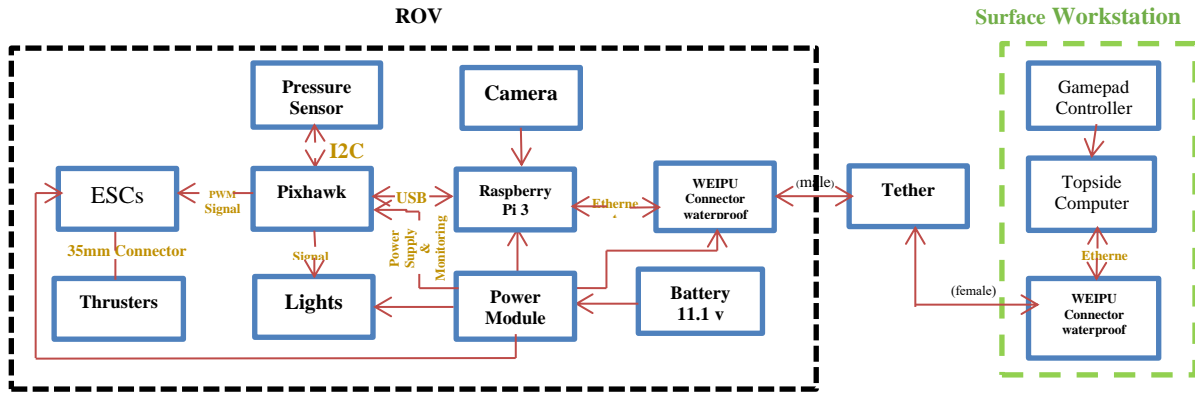 ROV
Surface Workstation
Pressure
Sensor
Camera
Gamepad
Controller
I2C
ESCs
PWM
Signal
Pixhawk
USB
Raspberry
Pi 3
Etherne
WEIPU
Connector
waterproof
(male)
Tether
Topside
Computer
35mm Connector
Signal
Power
Supply
&
Monitoring
Etherne
Thrusters
Lights
Power
Module
Battery
11.1 v
(female)
WEIPU
Connector
waterproof